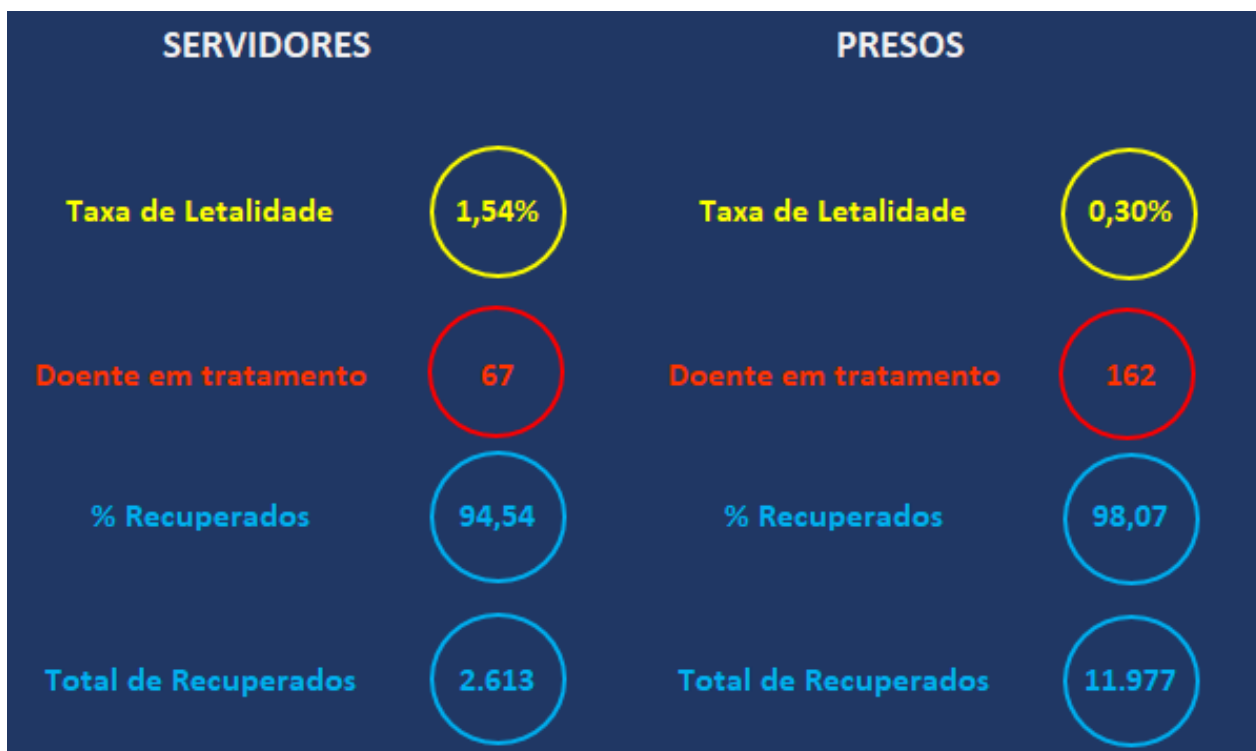 SERVIDORES
Taxa de Letalidade 1,54%
Doente em tratamento 67
% Recuperados 94,54
Total de Recuperados 2.613
PRESOS
Taxa de Letalidade 0,30%
Doente em tratamento 162
% Recuperados 98,07
Total de Recuperados 11.977